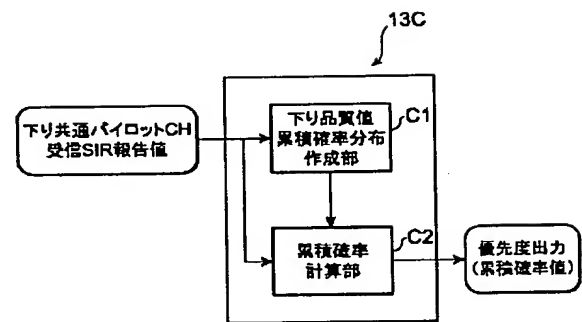 13C
下り共通パイロットCH
受信SIR報告値
下り品質値
累積確率分布
作成部
C1
累積確率
計算部
C2
優先度出力
(累積確率値)